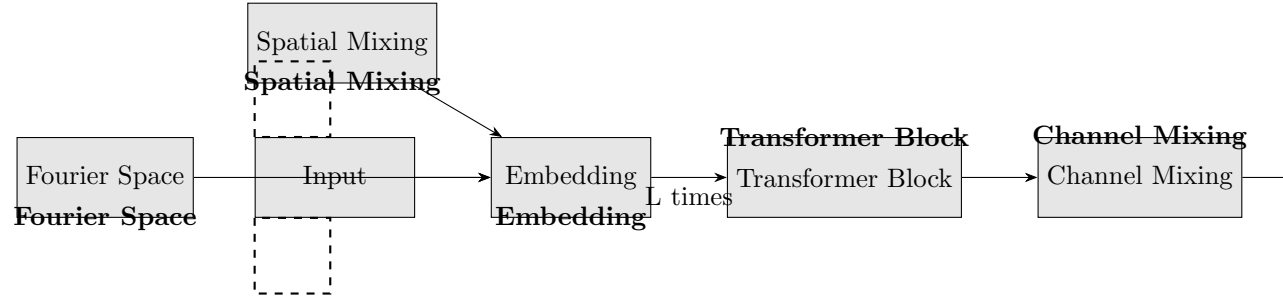 Spatial Mixing
Spatial Mixing
Fourier Space
Fourier Space
Input
Embedding
Embedding
L times
Transformer Block
Transformer Block
Channel Mixing
Channel Mixing